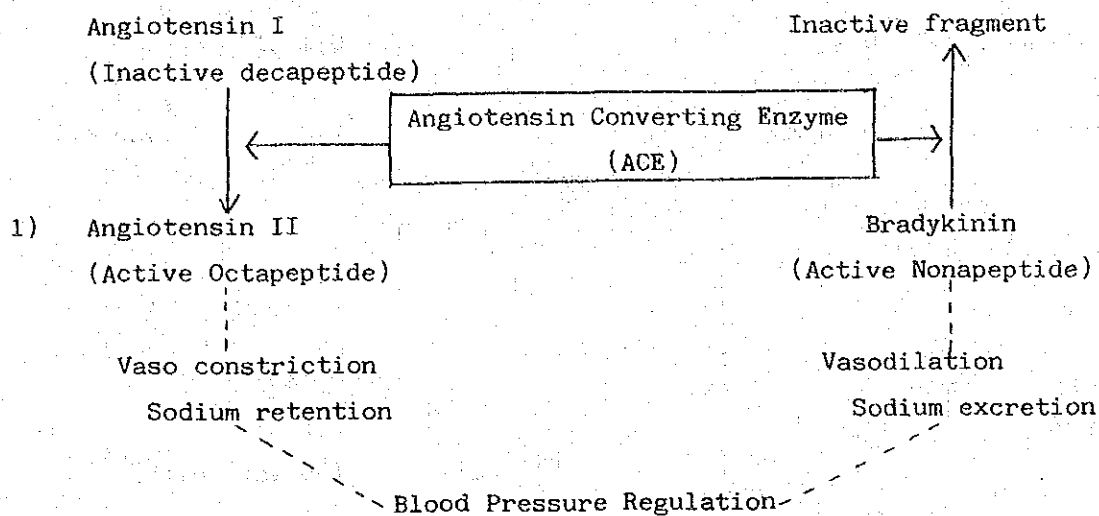 Angiotensin I
(Inactive decapeptide)
Inactive fragment
Angiotensin Converting Enzyme
(ACE)
1) Angiotensin II
(Active Octapeptide)
Bradykinin
(Active Nonapeptide)
Vaso constriction
Sodium retention
Vasodilation
Sodium excretion
Blood Pressure Regulation